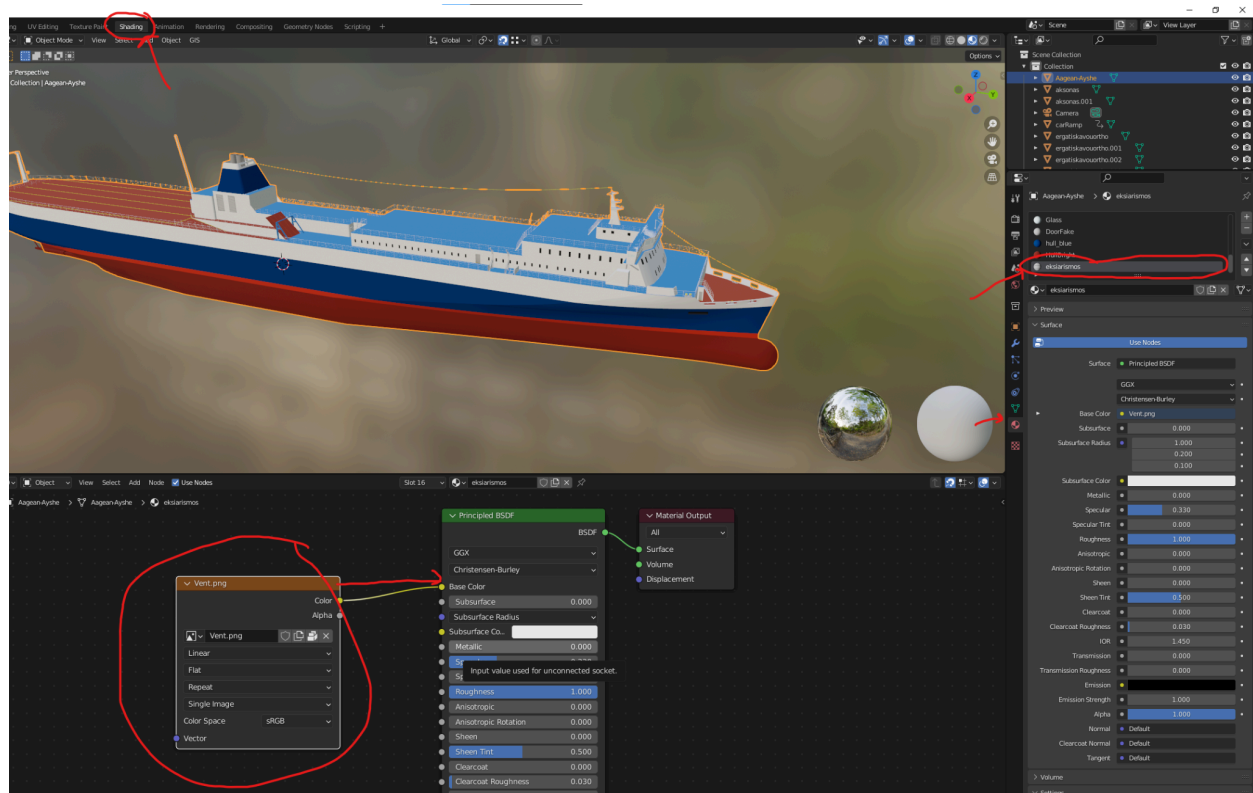 UV Editing Texture Paint Shading Animation Rendering Compositing Geometry Nodes Scripting +
Scene View Layer
Object Mode View Select Object GIS
Global
Options
Perspective
Collection | Aagean-Ayshe
Z
Y
X
Scene Collection
Collection
Aagean-Ayshe
aksonas
aksonas.001
Camera
carRamp
ergatiskavouortho
ergatiskavouortho.001
ergatiskavouortho.002
Aagean-Ayshe > eksiarismos
Glass
DoorFake
hull_blue
HullBright
eksiarismos
eksiarismos
Preview
Surface
Use Nodes
Surface Principled BSDF
GGX
Christensen-Burley
Base Color Vent.png
Subsurface 0.000
Subsurface Radius 1.000
0.200
0.100
Subsurface Color
Metallic 0.000
Specular 0.330
Specular Tint 0.000
Roughness 1.000
Anisotropic 0.000
Anisotropic Rotation 0.000
Sheen 0.000
Sheen Tint 0.500
Clearcoat 0.000
Clearcoat Roughness 0.030
IOR 1.450
Transmission 0.000
Transmission Roughness 0.000
Emission
Emission Strength 1.000
Alpha 1.000
Normal Default
Clearcoat Normal Default
Tangent Default
Volume
Object View Select Add Node Use Nodes Slot 16 eksiarismos
Aagean-Ayshe > Aagean-Ayshe > eksiarismos
Vent.png
Color
Alpha
Vent.png
Linear
Flat
Repeat
Single Image
Color Space sRGB
Vector
Principled BSDF
BSDF
GGX
Christensen-Burley
Base Color
Subsurface 0.000
Subsurface Radius
Subsurface Co..
Metallic 0.000
Input value used for unconnected socket.
Roughness 1.000
Anisotropic 0.000
Anisotropic Rotation 0.000
Sheen 0.000
Sheen Tint 0.500
Clearcoat 0.000
Clearcoat Roughness 0.030
Material Output
All
Surface
Volume
Displacement